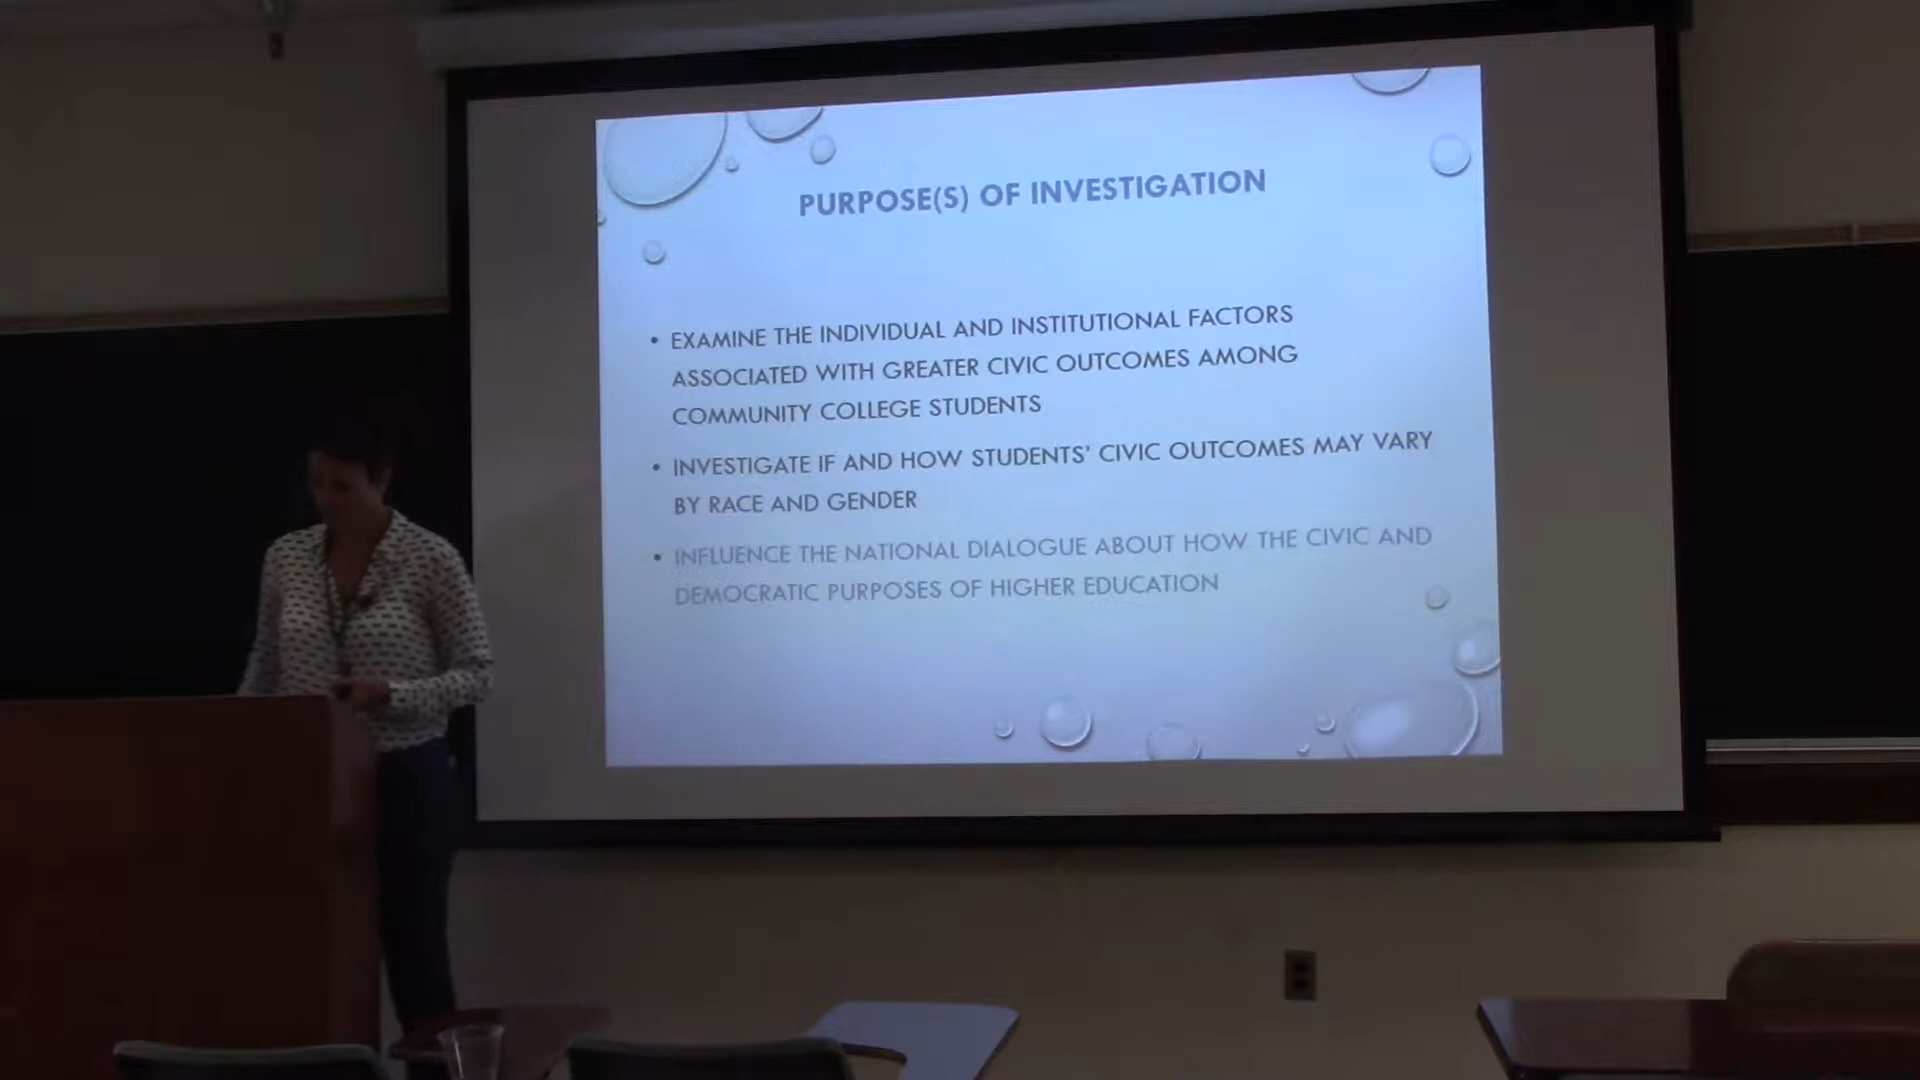 PURPOSE(S) OF INVESTIGATION
• EXAMINE THE INDIVIDUAL AND INSTITUTIONAL FACTORS
ASSOCIATED WITH GREATER CIVIC OUTCOMES AMONG
COMMUNITY COLLEGE STUDENTS
• INVESTIGATE IF AND HOW STUDENTS' CIVIC OUTCOMES MAY VARY
BY RACE AND GENDER
• INFLUENCE THE NATIONAL DIALOGUE ABOUT HOW THE CIVIC AND
DEMOCRATIC PURPOSES OF HIGHER EDUCATION